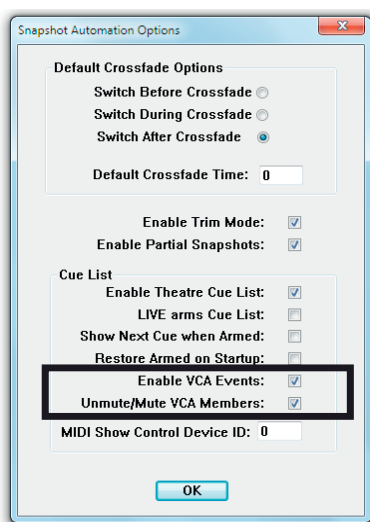 Snapshot Automation Options
Default Crossfade Options
Switch Before Crossfade
Switch During Crossfade
Switch After Crossfade
Default Crossfade Time: 0
Enable Trim Mode:
Enable Partial Snapshots:
Cue List
Enable Theatre Cue List:
LIVE arms Cue List:
Show Next Cue when Armed:
Restore Armed on Startup:
Enable VCA Events:
Unmute/Mute VCA Members:
MIDI Show Control Device ID: 0
OK